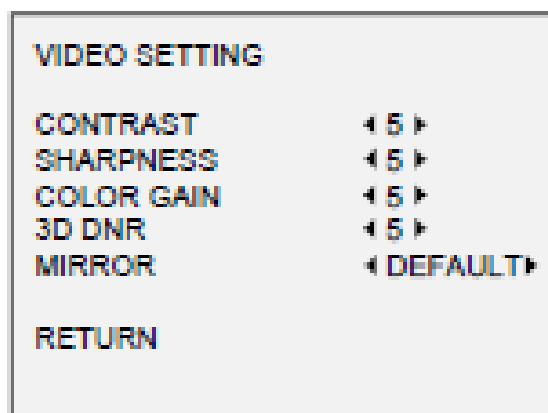 VIDEO SETTING
CONTRAST ◀ 5 ▶
SHARPNESS ◀ 5 ▶
COLOR GAIN ◀ 5 ▶
3D DNR ◀ 5 ▶
MIRROR ◀ DEFAULT ▶
RETURN